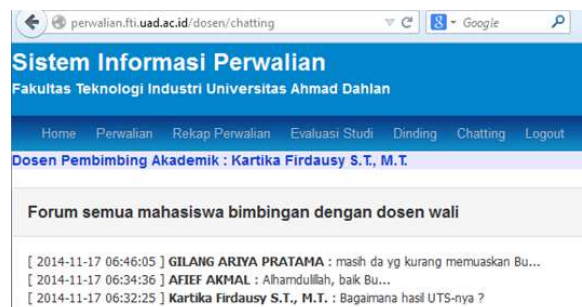 perwalian.fti.uad.ac.id/dosen/chatting Google
Sistem Informasi Perwalian
Fakultas Teknologi Industri Universitas Ahmad Dahlan
Home Perwalian Rekap Perwalian Evaluasi Studi Dinding Chatting Logout
Dosen Pembimbing Akademik : Kartika Firdausy S.T., M.T.
Forum semua mahasiswa bimbingan dengan dosen wali
[ 2014-11-17 06:46:05 ] GILANG ARIYA PRATAMA : masih da yg kurang memuaskan Bu...
[ 2014-11-17 06:34:36 ] AFIEF AKMAL : Alhamdulillah, baik Bu...
[ 2014-11-17 06:32:25 ] Kartika Firdausy S.T., M.T. : Bagaimana hasil UTS-nya ?